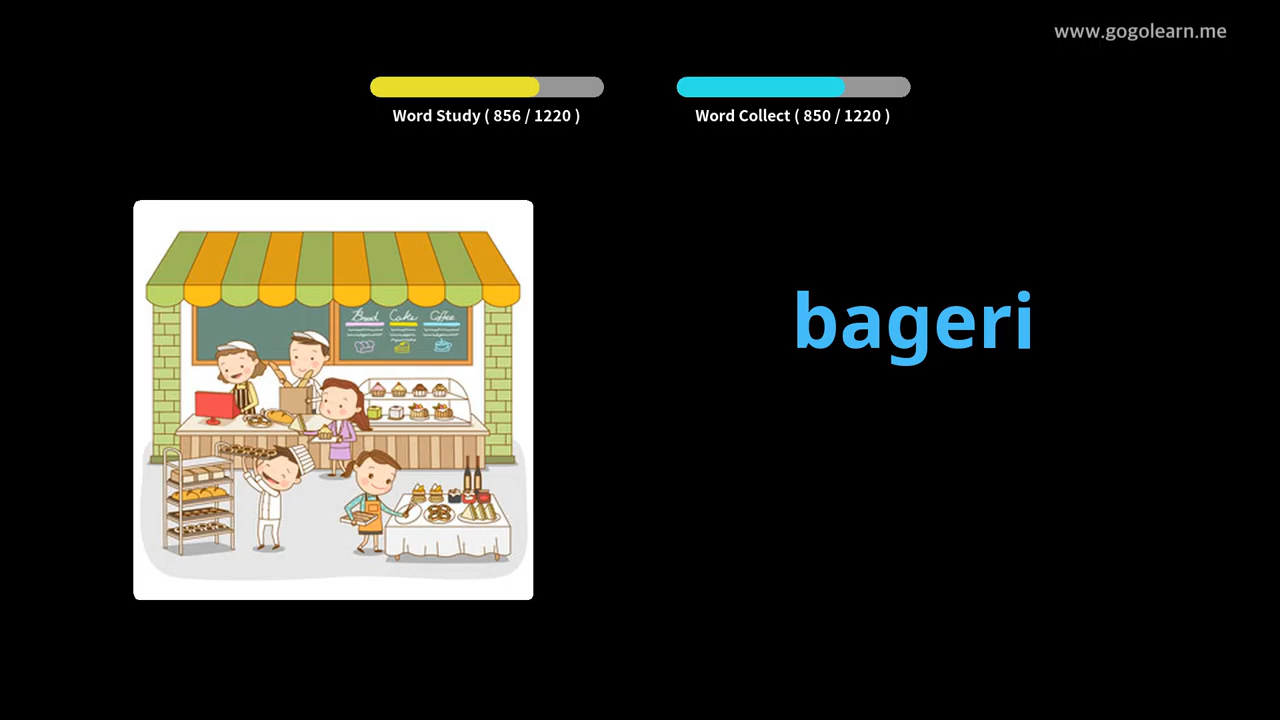 www.gogolearn.me
Word Study ( 856 / 1220 )
Word Collect ( 850 / 1220 )
Bread Cake Coffee
bageri